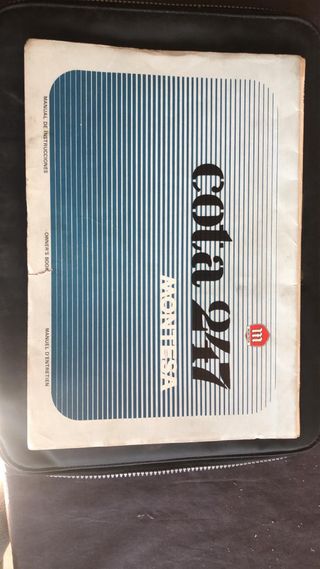 m
cota 247
MONTESA
MANUAL DE INSTRUCCIONES
OWNER'S BOOK
MANUEL D'ENTRETIEN